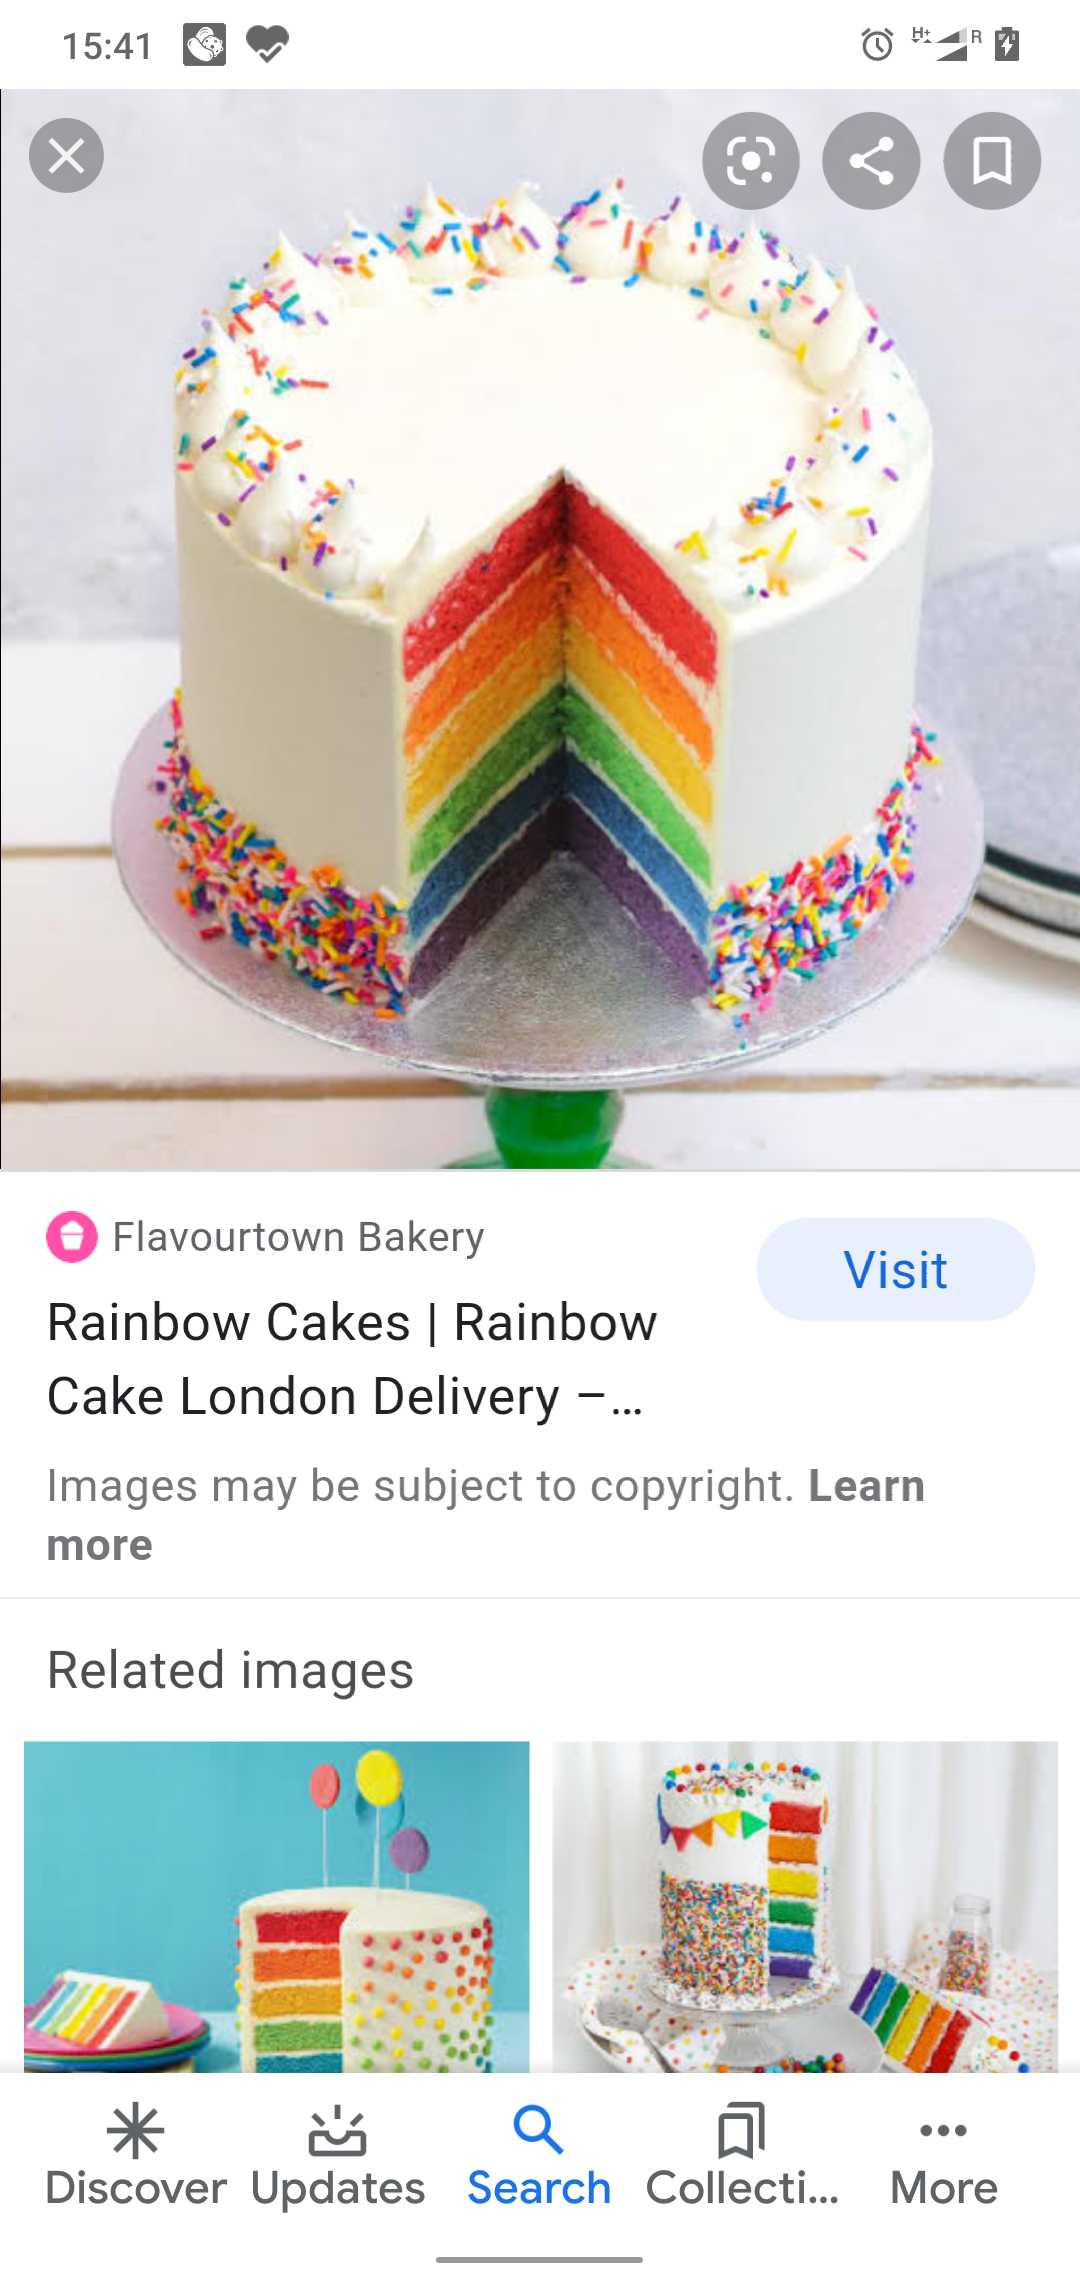 15:41
H+ R
Flavourtown Bakery
Visit
Rainbow Cakes | Rainbow
Cake London Delivery –...
Images may be subject to copyright. Learn
more
Related images
Discover Updates Search Collecti... More